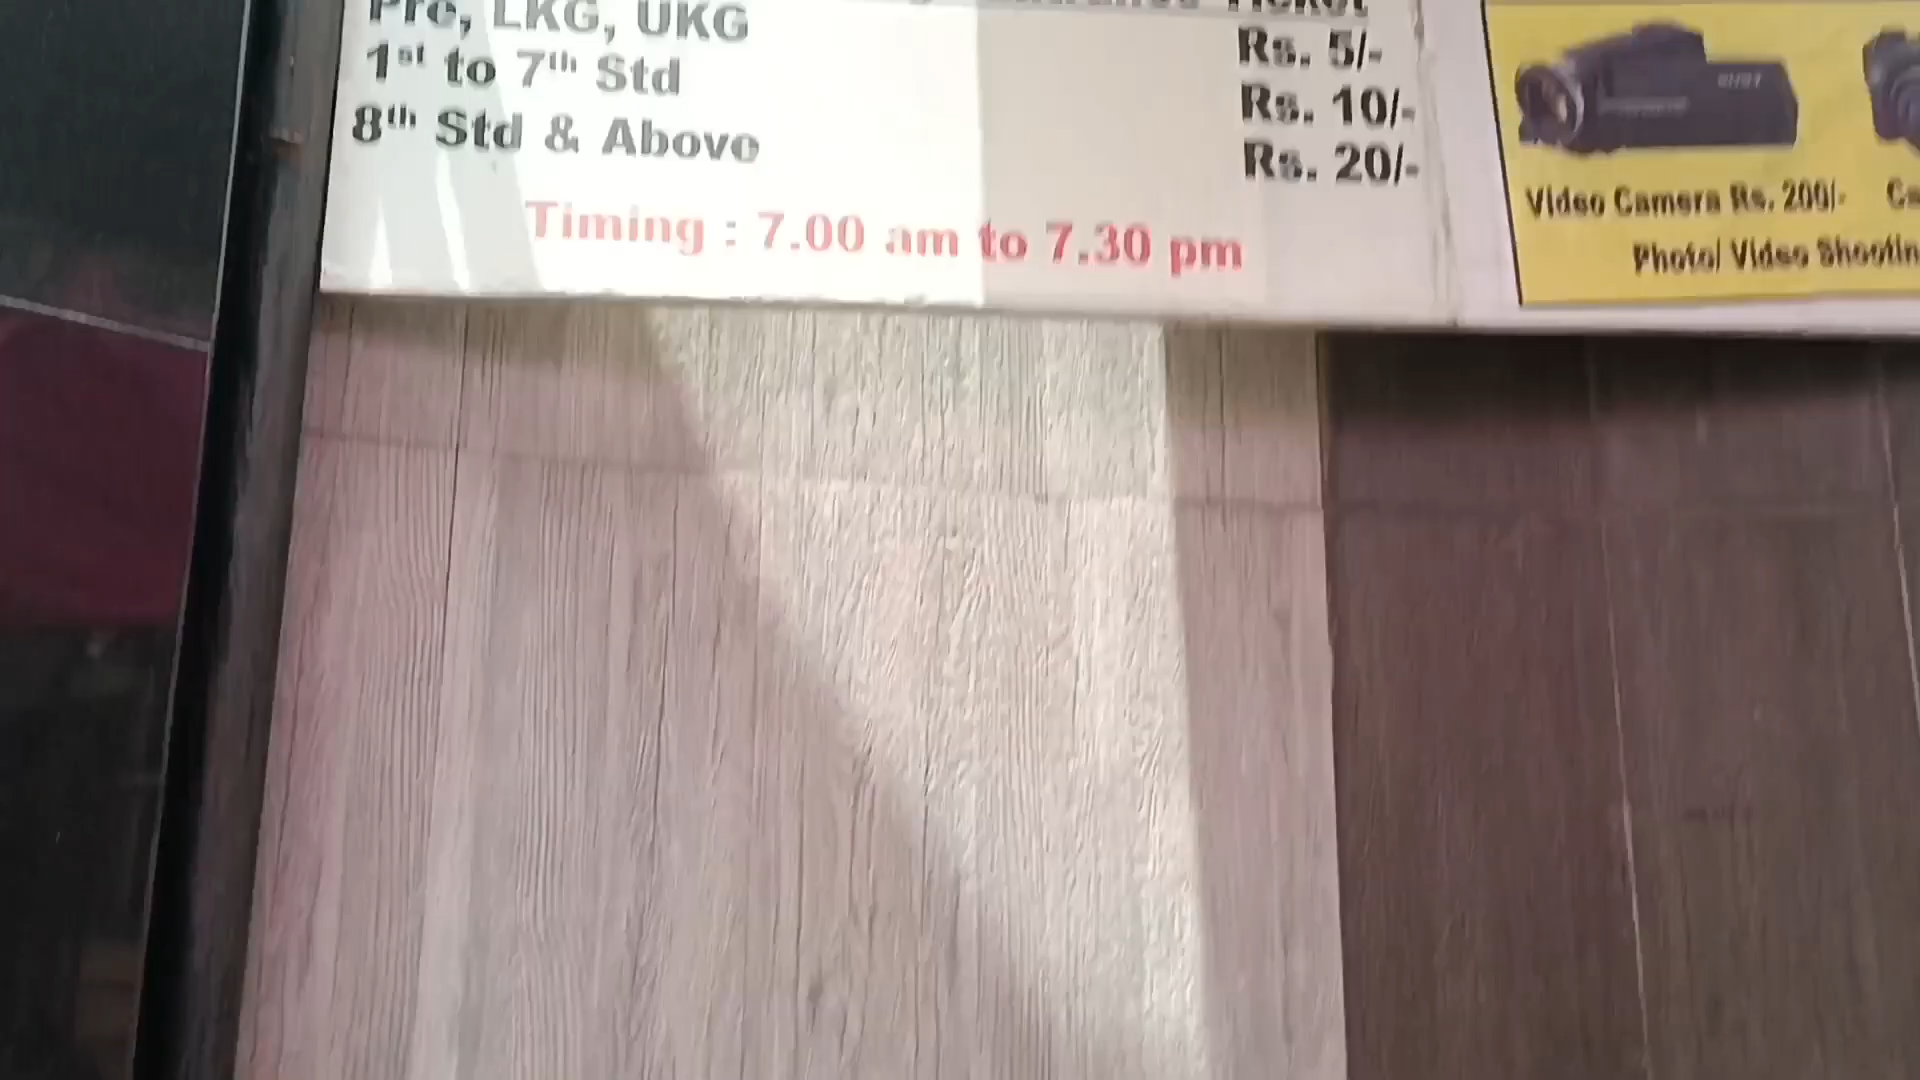 Ticket
Pre, LKG, UKG Rs. 5/-
1st to 7th Std Rs. 10/-
8th Std & Above Rs. 20/-
Timing : 7.00 am to 7.30 pm
Video Camera Rs. 200/-
Photo/ Video